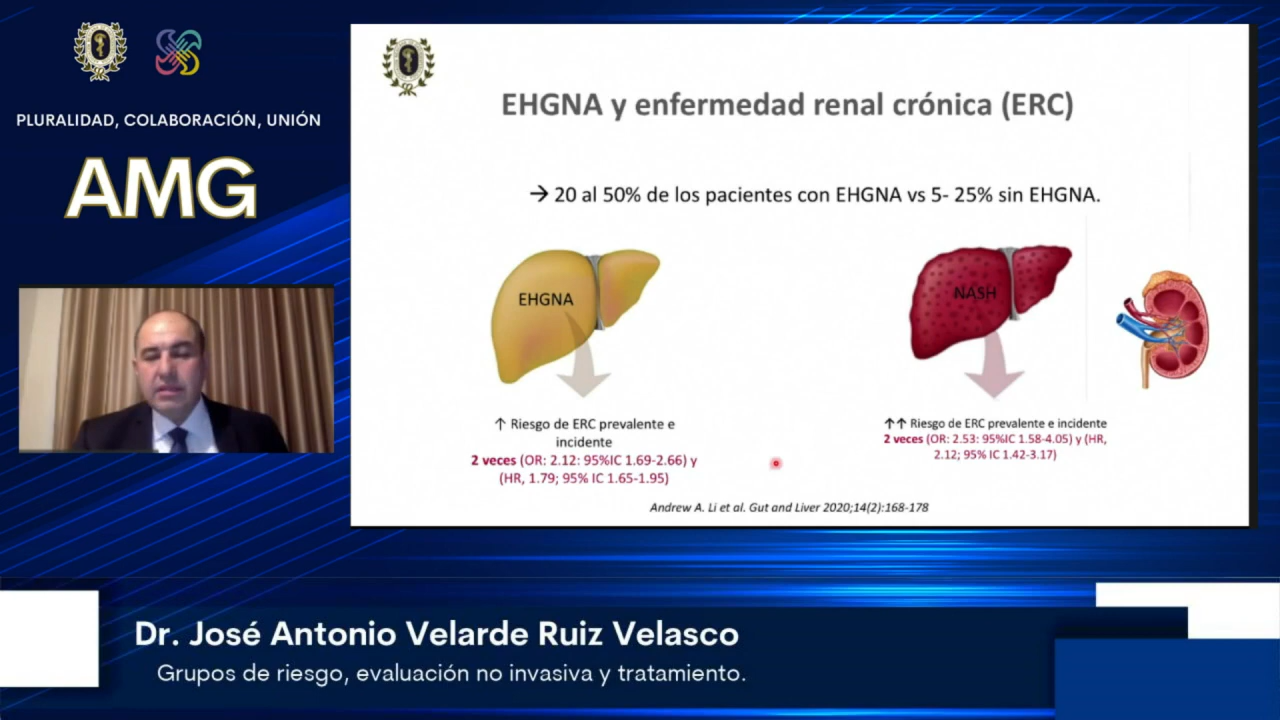 PLURALIDAD, COLABORACIÓN, UNIÓN
AMG
EHGNA y enfermedad renal crónica (ERC)
→ 20 al 50% de los pacientes con EHGNA vs 5- 25% sin EHGNA.
EHGNA
NASH
↑ Riesgo de ERC prevalente e
incidente
2 veces (OR: 2.12: 95%IC 1.69-2.66) y
(HR, 1.79; 95% IC 1.65-1.95)
↑↑ Riesgo de ERC prevalente e incidente
2 veces (OR: 2.53: 95%IC 1.58-4.05) y (HR,
2.12; 95% IC 1.42-3.17)
Andrew A. Li et al. Gut and Liver 2020;14(2):168-178
Dr. José Antonio Velarde Ruiz Velasco
Grupos de riesgo, evaluación no invasiva y tratamiento.